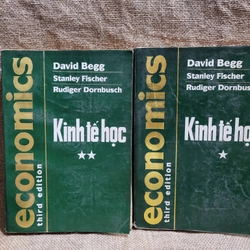 economics
third edition
David Begg
Stanley Fischer
Rudiger Dornbusch
Kinh tế học
★★
economics
third edition
David Begg
Stanley Fischer
Rudiger Dornbusch
Kinh tế học
★